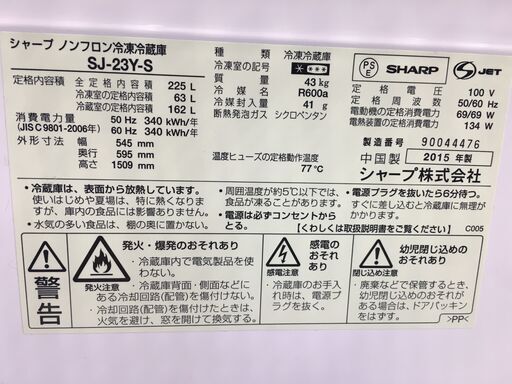 シャープ ノンフロン冷凍冷蔵庫
SJ-23Y-S
定格内容積 全定格内容積 225 L
冷凍室の定格内容積 63 L
冷蔵室の定格内容積 162 L
消費電力量 50 Hz 340 kWh/年
(JIS C 9801-2006年) 60 Hz 340 kWh/年
外形寸法 幅 545 mm
奥行 595 mm
高さ 1509 mm
種類 冷凍冷蔵庫
冷凍室の記号
質量 43 kg
冷媒 R600a
冷媒封入量 41 g
断熱発泡ガス シクロペンタン
温度ヒューズの定格動作温度
77℃
PS
E
SHARP
S JET
定格電圧 100 V
定格周波数 50/60 Hz
電動機の定格消費電力 69/69 W
電熱装置の定格消費電力 134 W
製造番号 90044476
中国製 2015 年製
シャープ株式会社
・冷蔵庫は、表面から放熱しています。
使いはじめや夏場は、特に熱くなりま
すが、庫内の食品には影響ありません。
・水気の多い食品は、棚の奥に置かない。
・周囲温度が約5℃以下では、
食品が凍ることがあります。
・電源は必ずコンセントから
とる。
・電源プラグを抜いたら6分待つ。
すぐに差し込むと冷蔵庫に無理が
かかります。
【くわしくは取扱説明書をご覧ください】
C005
警告
発火・爆発のおそれあり
発火注意
・冷蔵庫内で電気製品を使
わない。
・冷蔵庫背面・側面などに
ある冷却回路(配管)を傷付けない。
・冷却回路(配管)を傷付けたときは、
火気を避け、窓を開けて換気する。
感電の
おそれあり
感電注意
・冷蔵庫のお手
入れ時は、電源プ
ラグを抜く。
幼児閉じ込めの
おそれあり
閉じ込め注意
・廃棄などで保管するとき、
幼児閉じ込めのおそれが
ある場合は、ドアパッキン
をはずす。
>PP<